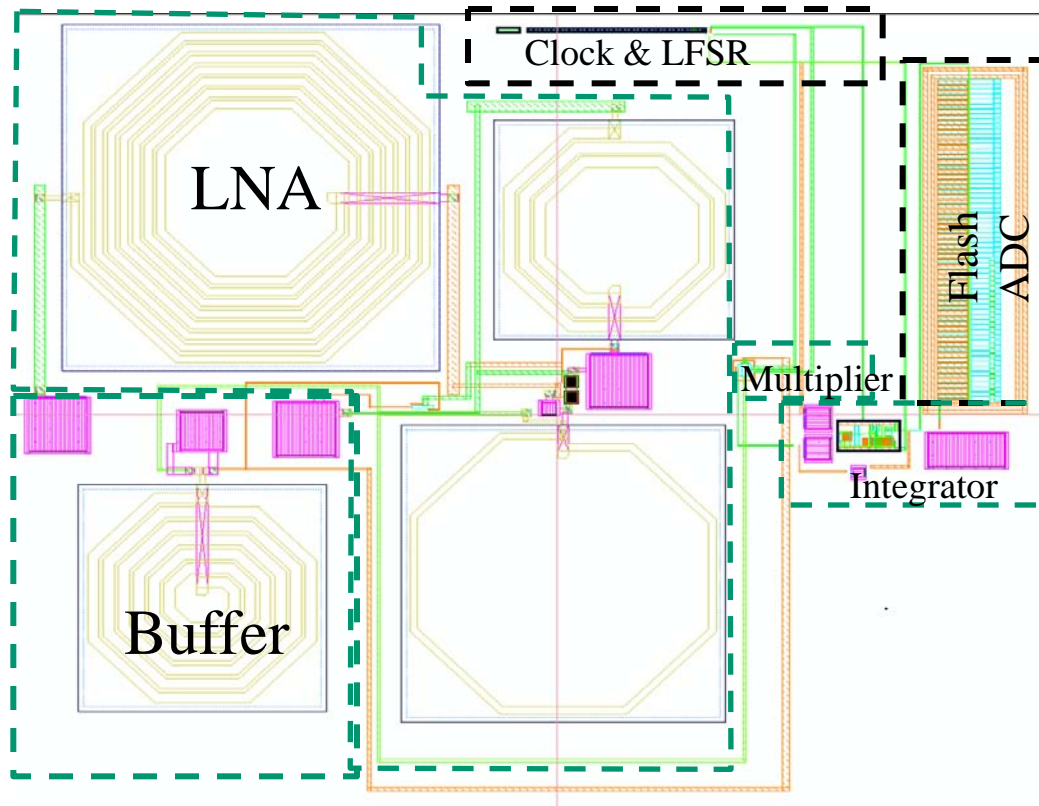 Clock & LFSR
LNA
Flash
ADC
Multiplier
Integrator
Buffer